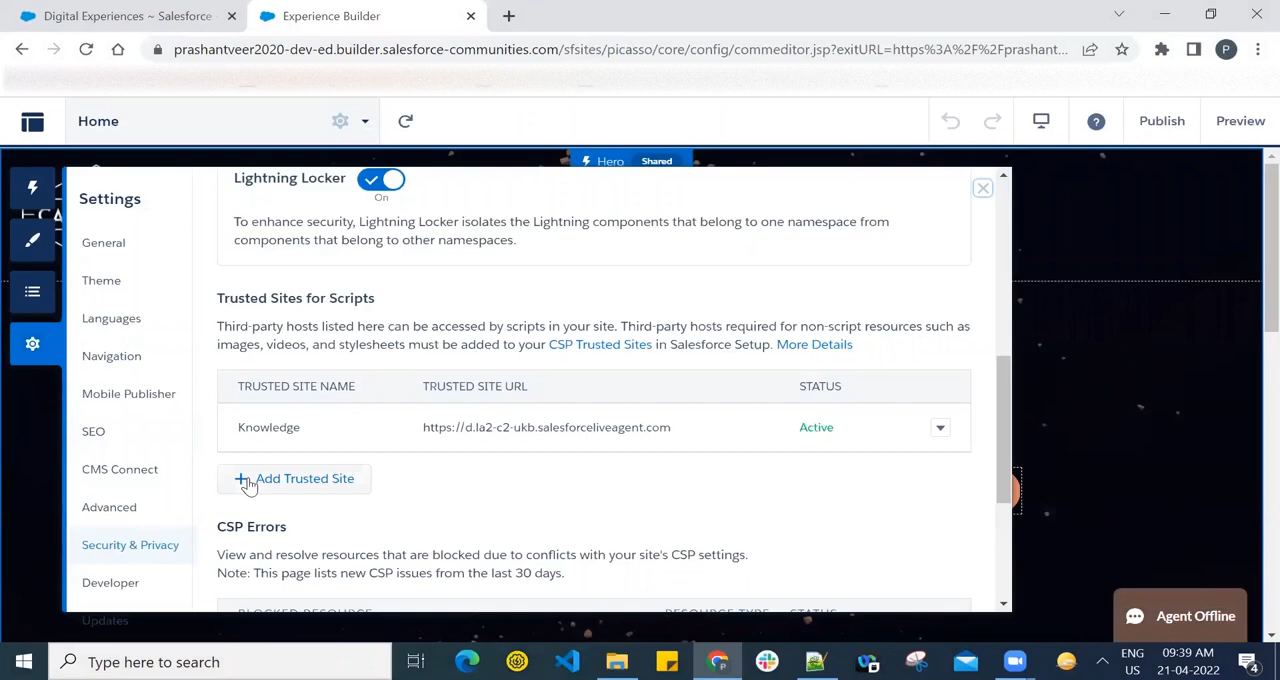 Digital Experiences ~ Salesforce
Experience Builder
prashantveer2020-dev-ed.builder.salesforce-communities.com/sfsites/picasso/core/config/commeditor.jsp?exitURL=https%3A%2F%2Fprashant...
P
Home
Publish
Preview
Hero Shared
Settings
General
Theme
Languages
Navigation
Mobile Publisher
SEO
CMS Connect
Advanced
Security & Privacy
Developer
Updates
Lightning Locker
On
To enhance security, Lightning Locker isolates the Lightning components that belong to one namespace from
components that belong to other namespaces.
Trusted Sites for Scripts
Third-party hosts listed here can be accessed by scripts in your site. Third-party hosts required for non-script resources such as
images, videos, and stylesheets must be added to your CSP Trusted Sites in Salesforce Setup. More Details
TRUSTED SITE NAME TRUSTED SITE URL STATUS
Knowledge https://d.la2-c2-ukb.salesforceliveagent.com Active
Add Trusted Site
CSP Errors
View and resolve resources that are blocked due to conflicts with your site's CSP settings.
Note: This page lists new CSP issues from the last 30 days.
BLOCKED RESOURCE RESOURCE TYPE STATUS
Agent Offline
Type here to search
ENG
US
09:39 AM
21-04-2022
4